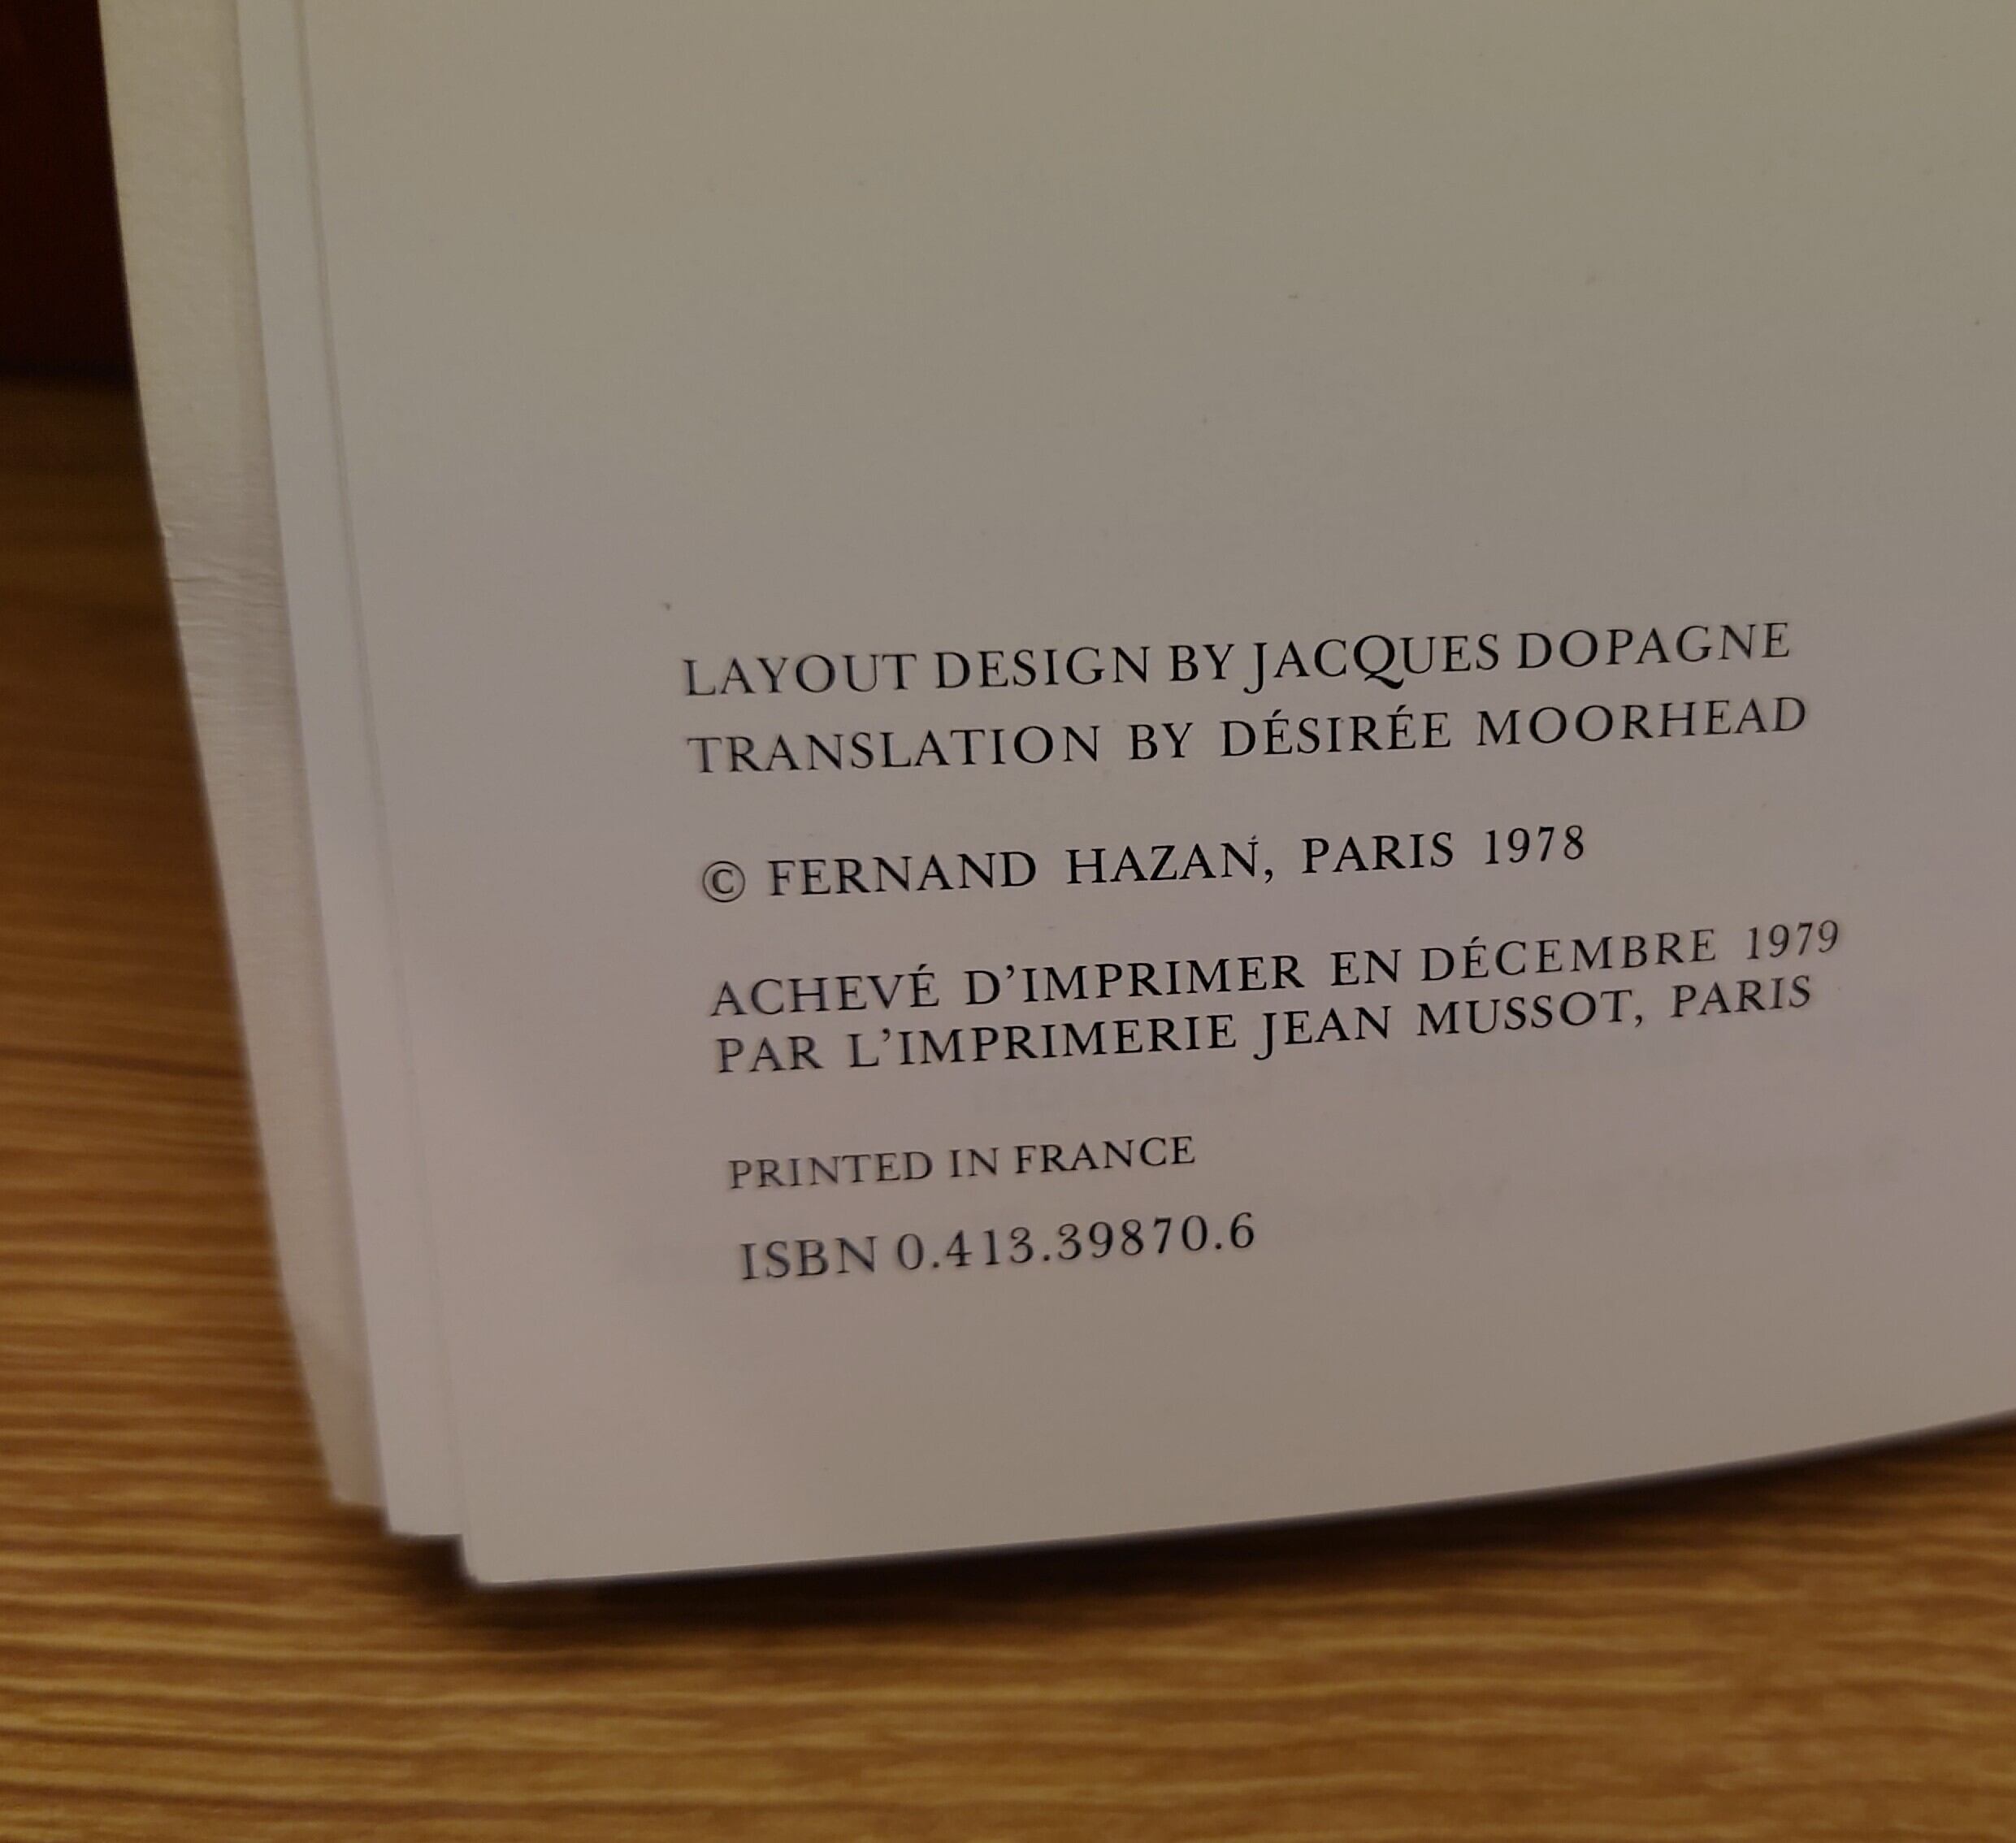 LAYOUT DESIGN BY JACQUES DOPAGNE
TRANSLATION BY DÉSIRÉE MOORHEAD
© FERNAND HAZAN, PARIS 1978
ACHEVÉ D'IMPRIMER EN DÉCEMBRE 1979
PAR L'IMPRIMERIE JEAN MUSSOT, PARIS
PRINTED IN FRANCE
ISBN 0.413.39870.6